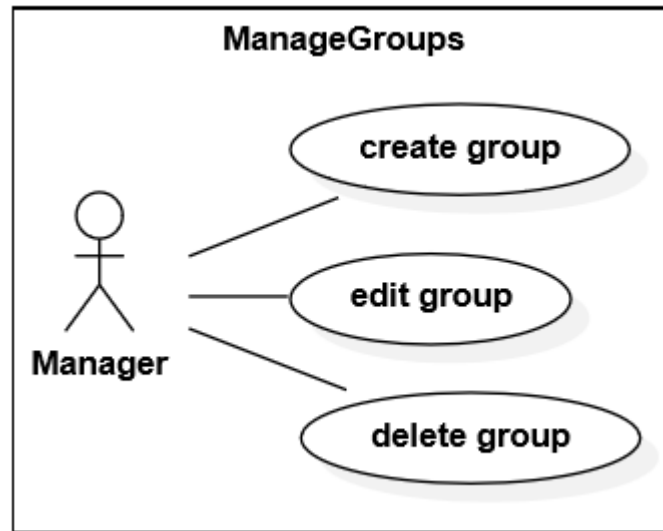 ManageGroups
create group
edit group
Manager
delete group